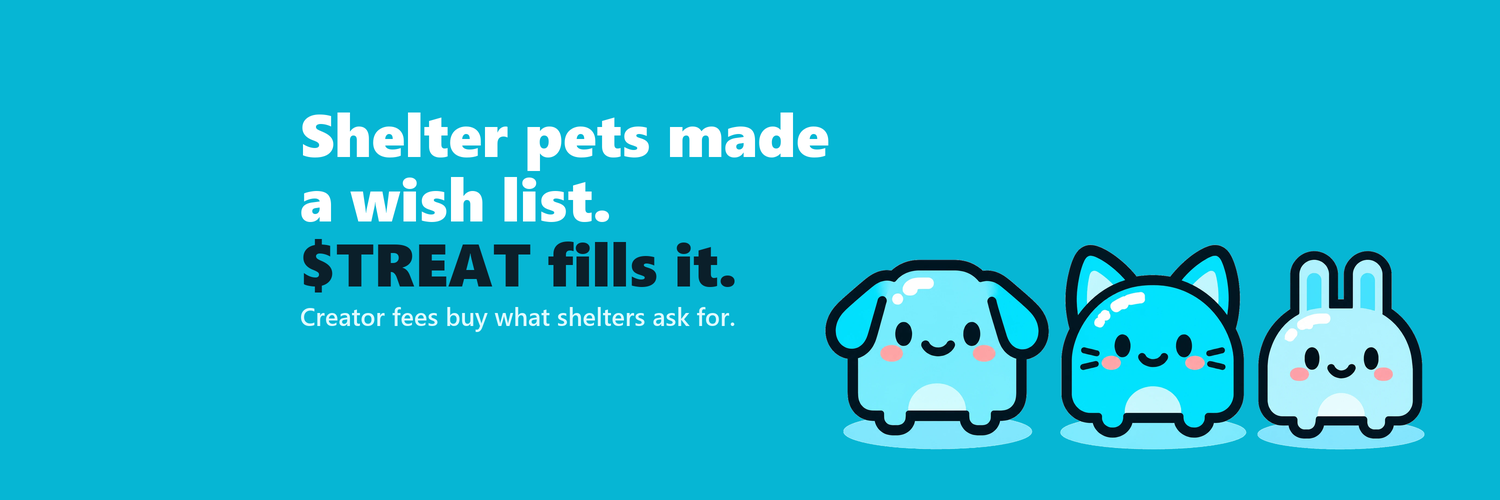 Shelter pets made
a wish list.
$TREAT fills it.
Creator fees buy what shelters ask for.